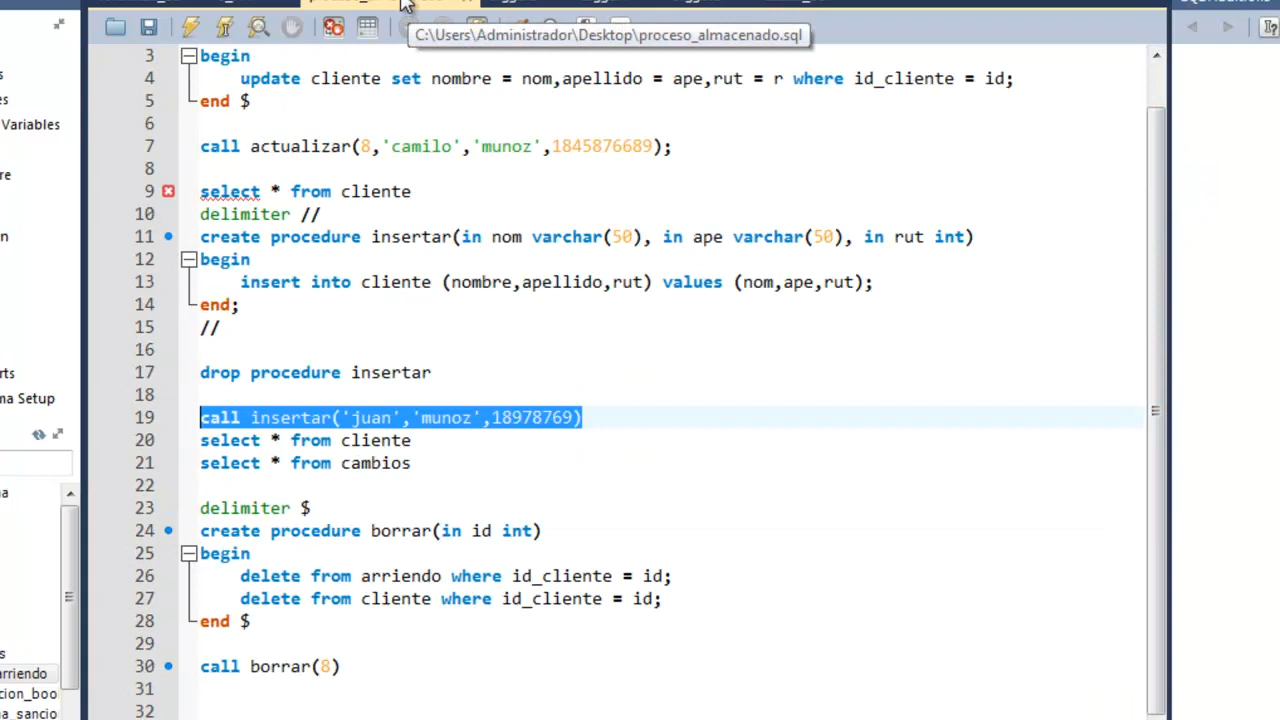 C:\Users\Administrador\Desktop\proceso_almacenado.sql
3 begin
4 update cliente set nombre = nom,apellido = ape,rut = r where id_cliente = id;
5 end $
6
7 call actualizar(8,'camilo','munoz',1845876689);
8
9 select * from cliente
10 delimiter //
11 create procedure insertar(in nom varchar(50), in ape varchar(50), in rut int)
12 begin
13 insert into cliente (nombre,apellido,rut) values (nom,ape,rut);
14 end;
15 //
16
17 drop procedure insertar
18
19 call insertar('juan','munoz',18978769)
20 select * from cliente
21 select * from cambios
22
23 delimiter $
24 create procedure borrar(in id int)
25 begin
26 delete from arriendo where id_cliente = id;
27 delete from cliente where id_cliente = id;
28 end $
29
30 call borrar(8)
31
32
Variables
rts
ma Setup
arriendo
cion_boo
na_sancio